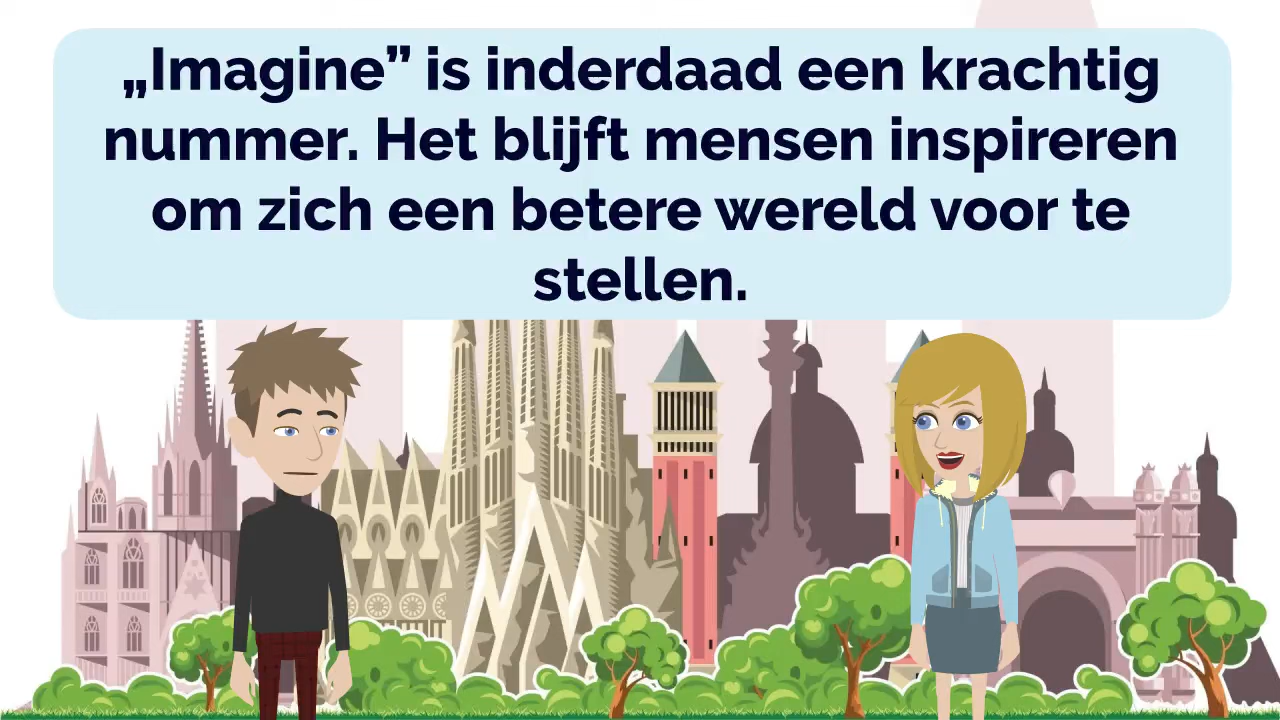 „Imagine” is inderdaad een krachtig
nummer. Het blijft mensen inspireren
om zich een betere wereld voor te
stellen.